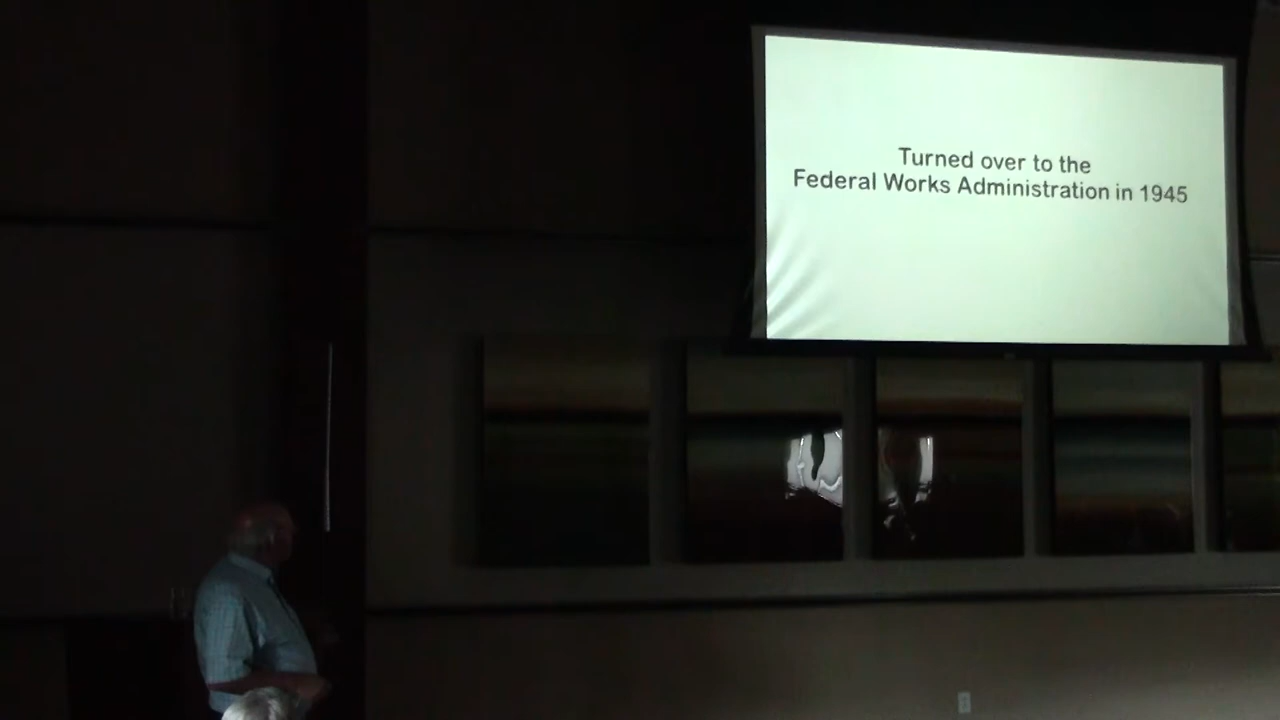 Turned over to the
Federal Works Administration in 1945